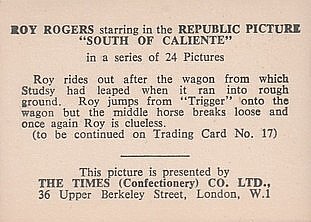 ROY ROGERS starring in the REPUBLIC PICTURE
"SOUTH OF CALIENTE"
in a series of 24 Pictures
Roy rides out after the wagon from which
Studsy had leaped when it ran into rough
ground. Roy jumps from "Trigger" onto the
wagon but the middle horse breaks loose and
once again Roy is clueless.
(to be continued on Trading Card No. 17)
This picture is presented by
THE TIMES (Confectionery) CO. LTD.,
36 Upper Berkeley Street, London, W.1